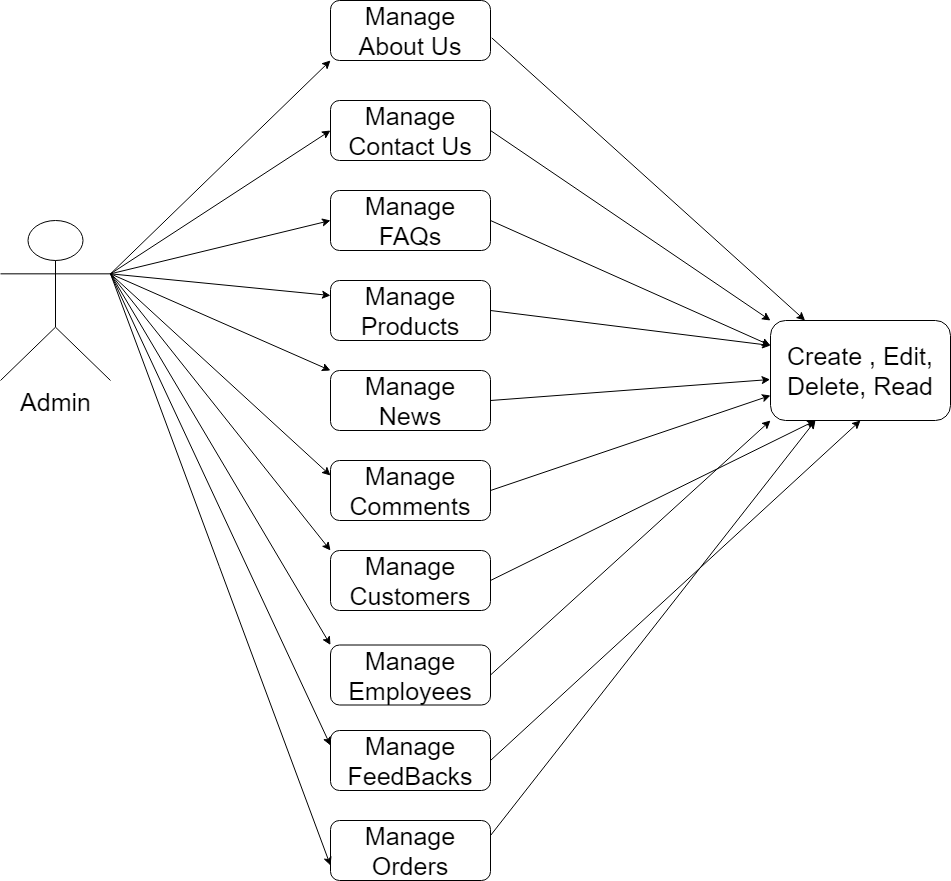 Manage
About Us
Manage
Contact Us
Manage
FAQs
Manage
Products
Manage
News
Manage
Comments
Manage
Customers
Manage
Employees
Manage
FeedBacks
Manage
Orders
Admin
Create , Edit,
Delete, Read